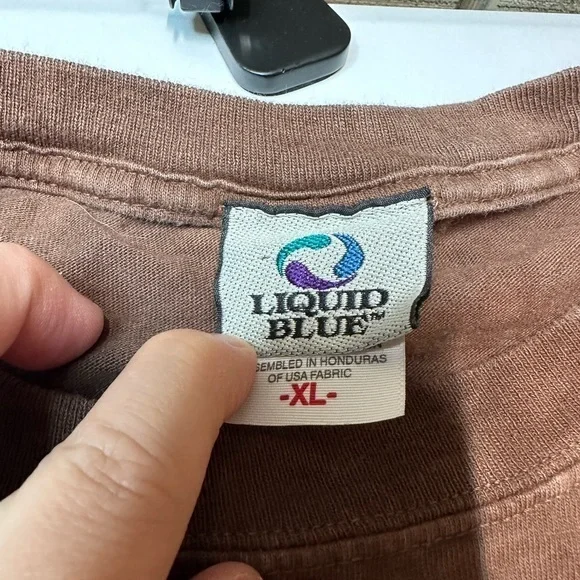 LIQUID
BLUE™
SEMBLED IN HONDURAS
OF USA FABRIC
-XL-